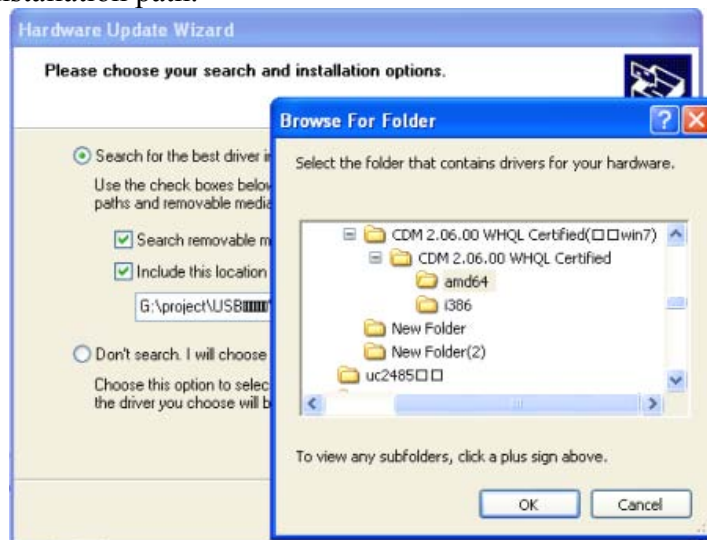 installation path.
Hardware Update Wizard
Please choose your search and installation options.
Search for the best driver i
Use the check boxes below
paths and removable media
Search removable m
Include this location
G:\project\USB
Don't search. I will choose
Choose this option to selec
the driver you choose will b
Browse For Folder
Select the folder that contains drivers for your hardware.
CDM 2.06.00 WHQL Certified(□□win7)
CDM 2.06.00 WHQL Certified
amd64
i386
New Folder
New Folder(2)
uc2485□□
To view any subfolders, click a plus sign above.
OK
Cancel